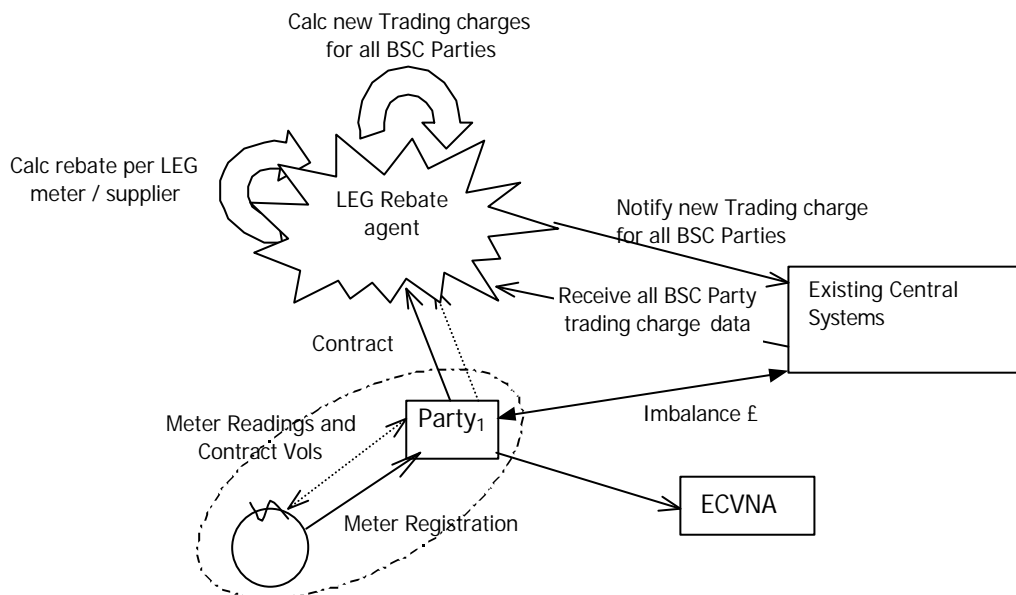 Calc new Trading charges
for all BSC Parties
Calc rebate per LEG
meter / supplier
LEG Rebate
agent
Notify new Trading charge
for all BSC Parties
Existing Central
Systems
Receive all BSC Party
trading charge data
Contract
Party₁
Imbalance £
Meter Readings and
Contract Vols
ECVNA
Meter Registration